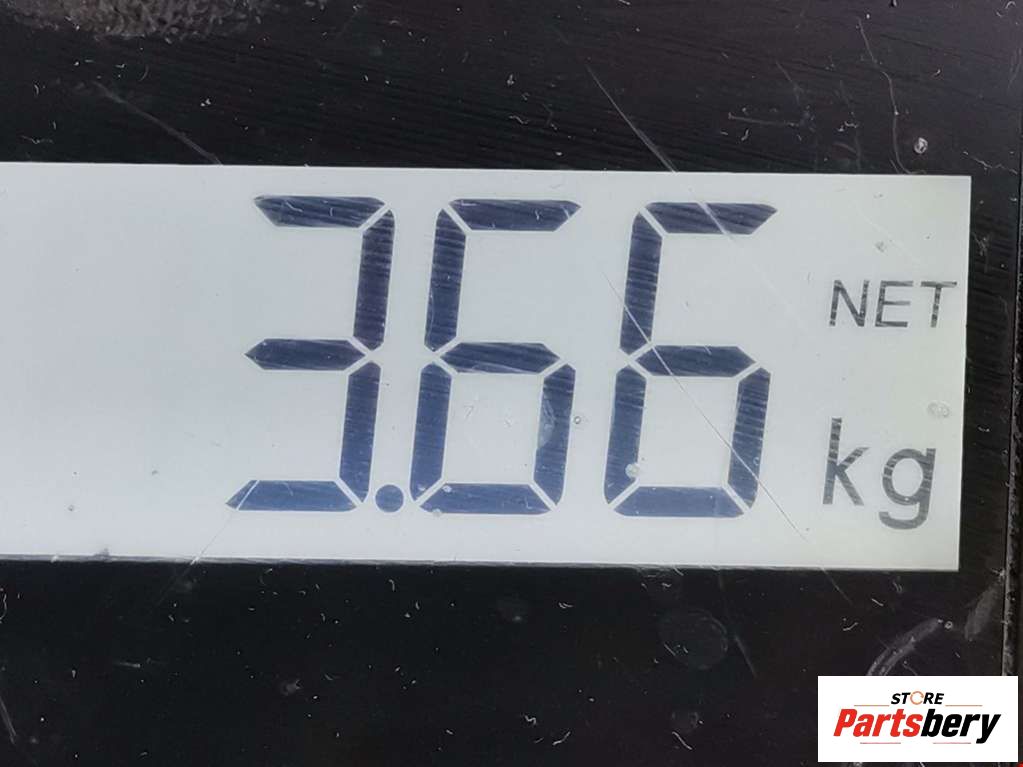 3.66 NET
kg
STORE
Partsbery